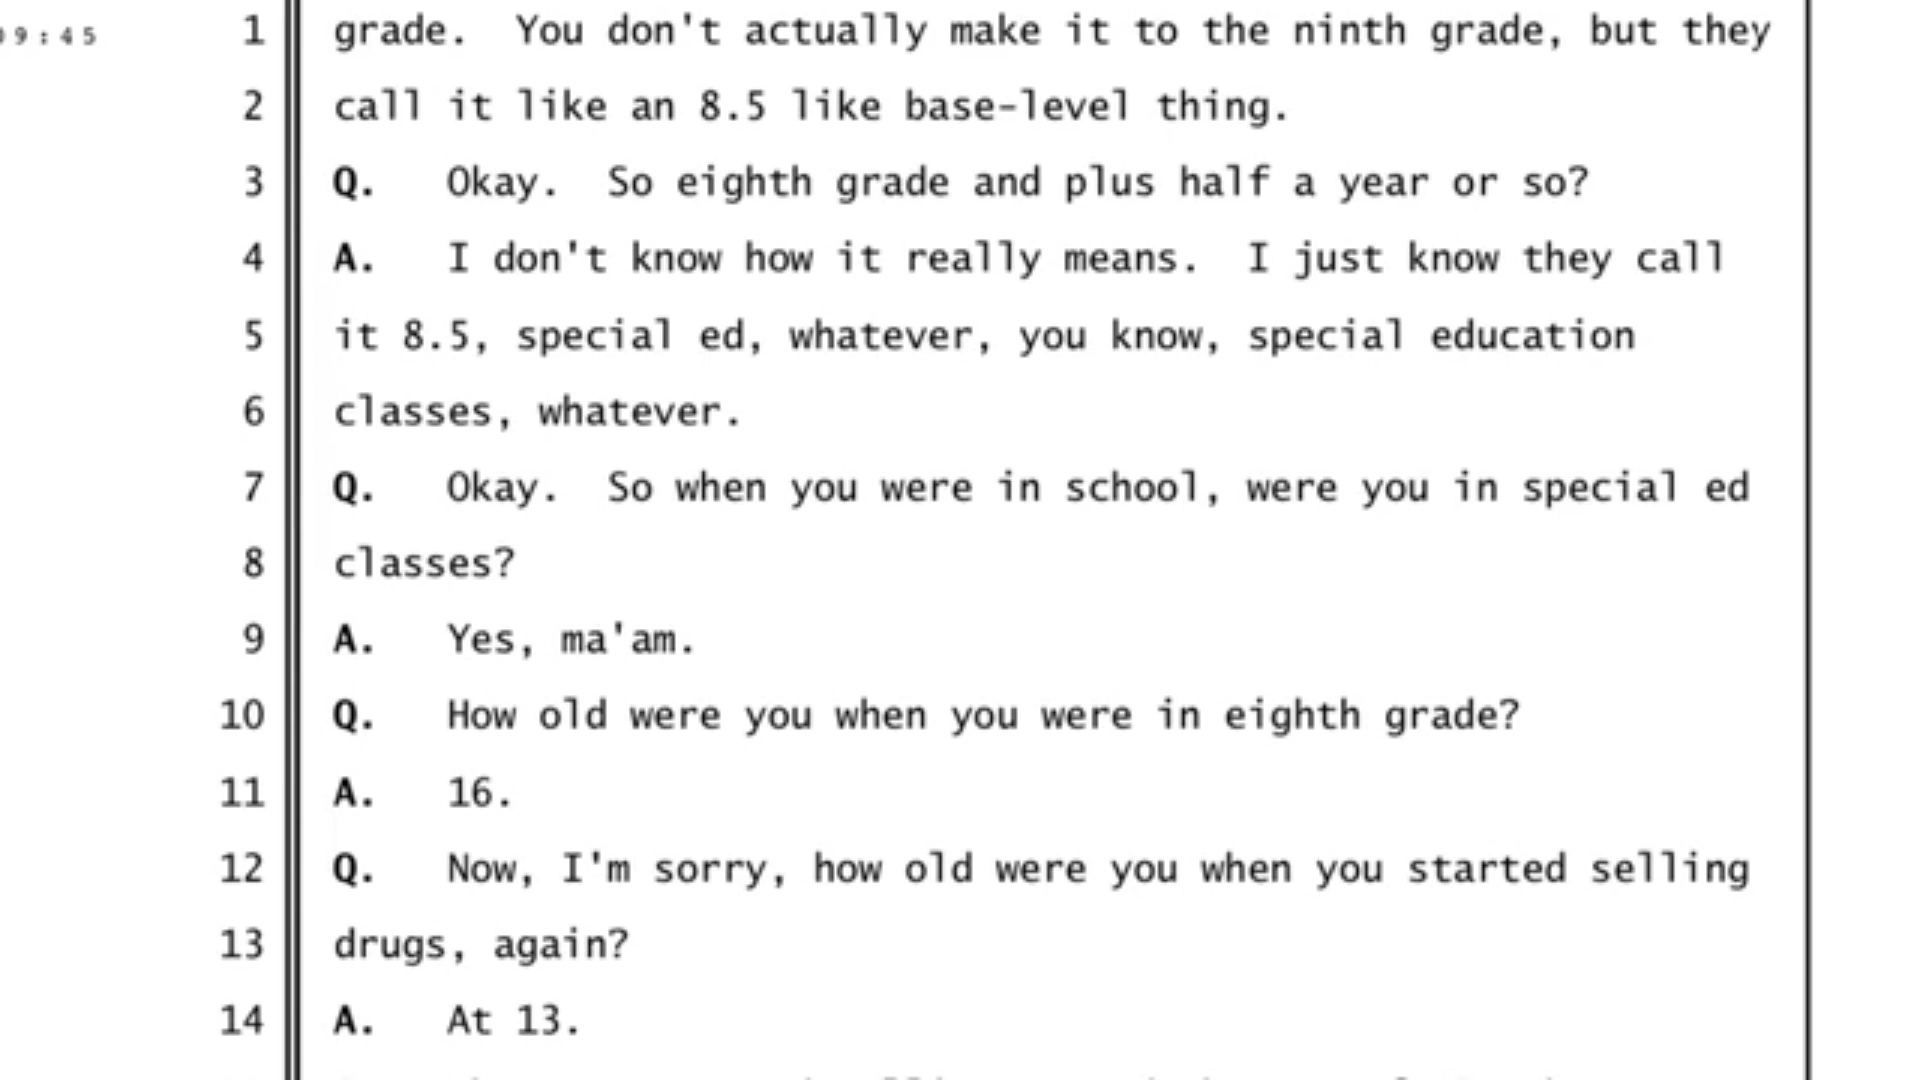 9:45 1 grade. You don't actually make it to the ninth grade, but they
2 call it like an 8.5 like base-level thing.
3 Q. Okay. So eighth grade and plus half a year or so?
4 A. I don't know how it really means. I just know they call
5 it 8.5, special ed, whatever, you know, special education
6 classes, whatever.
7 Q. Okay. So when you were in school, were you in special ed
8 classes?
9 A. Yes, ma'am.
10 Q. How old were you when you were in eighth grade?
11 A. 16.
12 Q. Now, I'm sorry, how old were you when you started selling
13 drugs, again?
14 A. At 13.